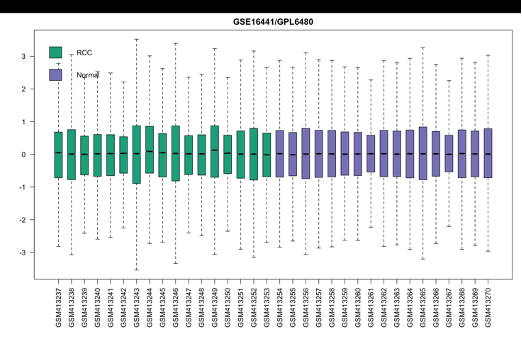 GSE16441/GPL6480
RCC
Normal
3
2
1
0
-1
-2
-3
GSM413237
GSM413238
GSM413239
GSM413240
GSM413241
GSM413242
GSM413243
GSM413244
GSM413245
GSM413246
GSM413247
GSM413248
GSM413249
GSM413250
GSM413251
GSM413252
GSM413253
GSM413254
GSM413255
GSM413256
GSM413257
GSM413258
GSM413259
GSM413260
GSM413261
GSM413262
GSM413263
GSM413264
GSM413265
GSM413266
GSM413267
GSM413268
GSM413269
GSM413270